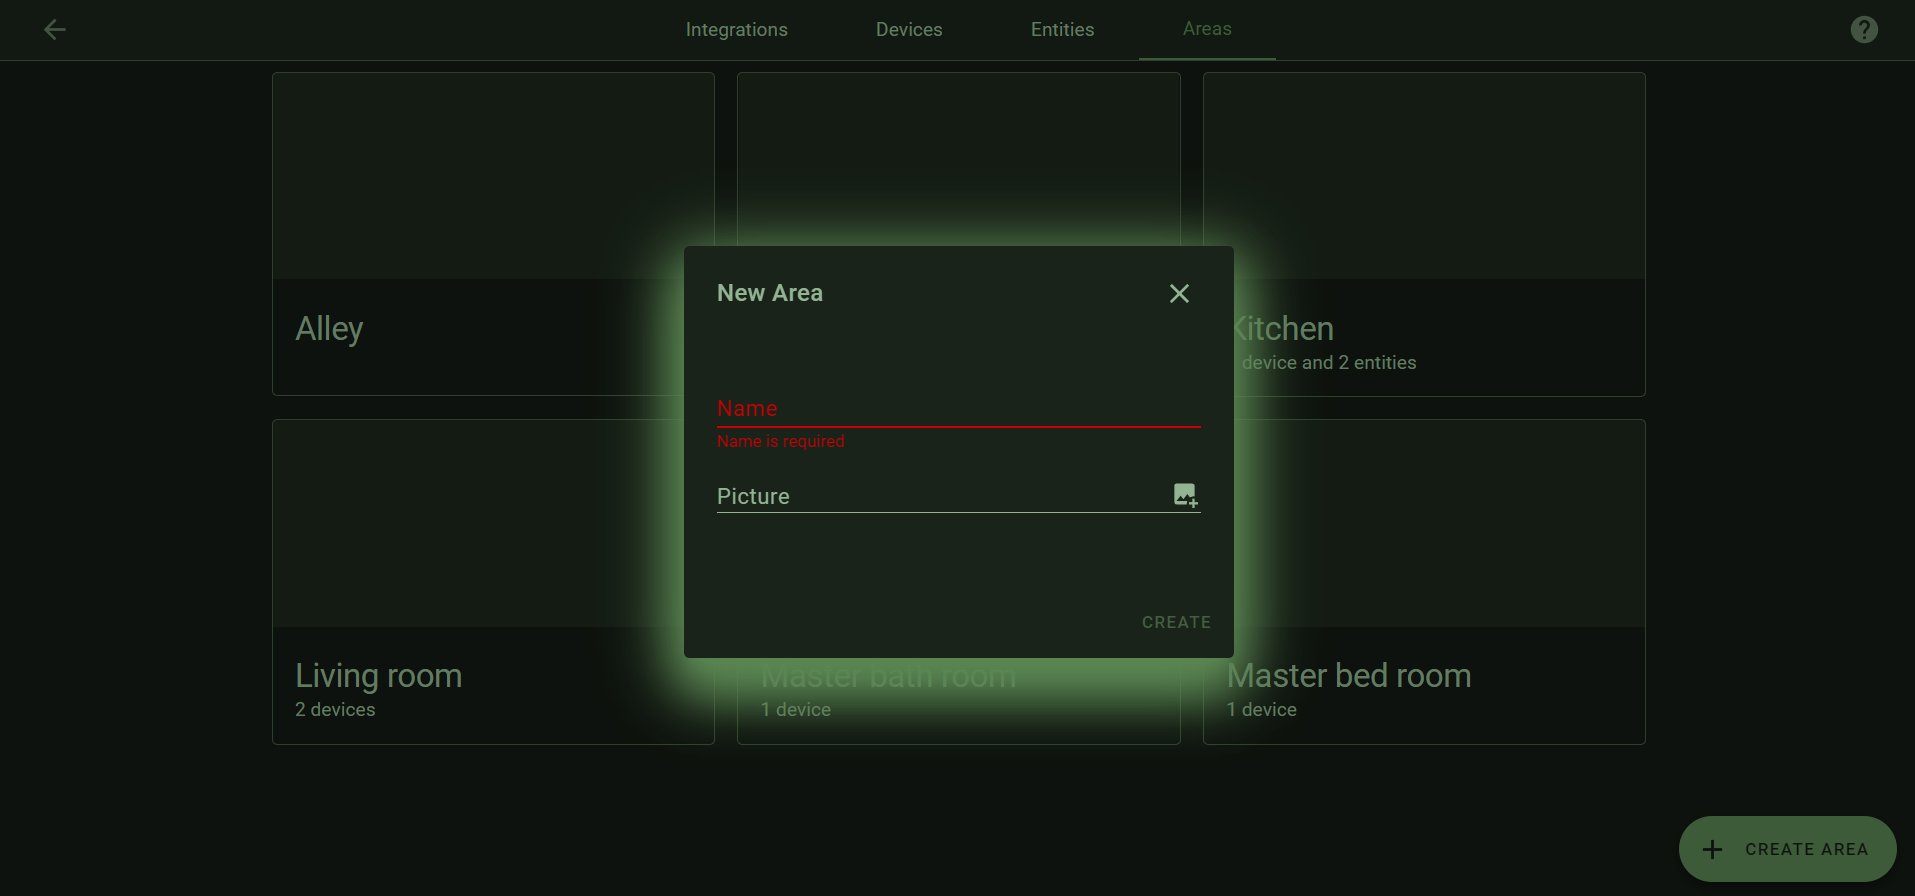 Integrations
Devices
Entities
Areas
New Area
Alley
Kitchen
device and 2 entities
Name
Name is required
Picture
CREATE
Living room
2 devices
Master bath room
1 device
Master bed room
1 device
CREATE AREA